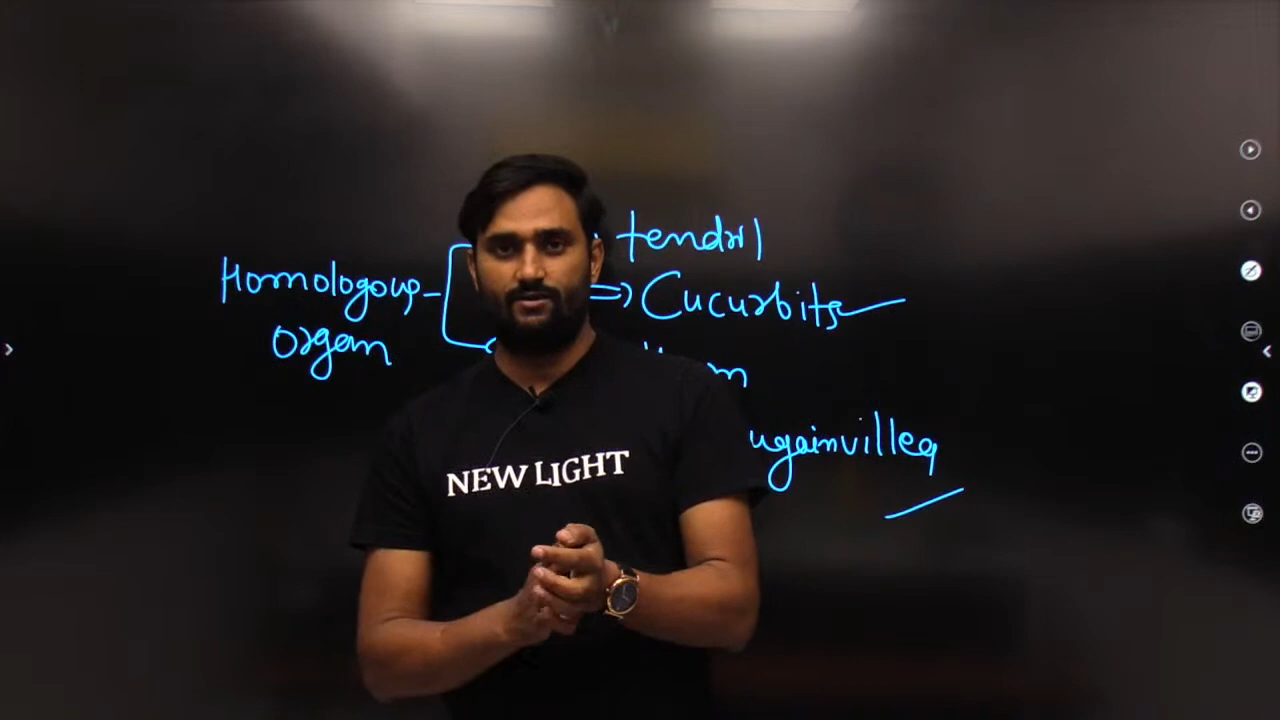 tendril
Homologous
Cucurbits
organ
ugainvillea
NEW LIGHT